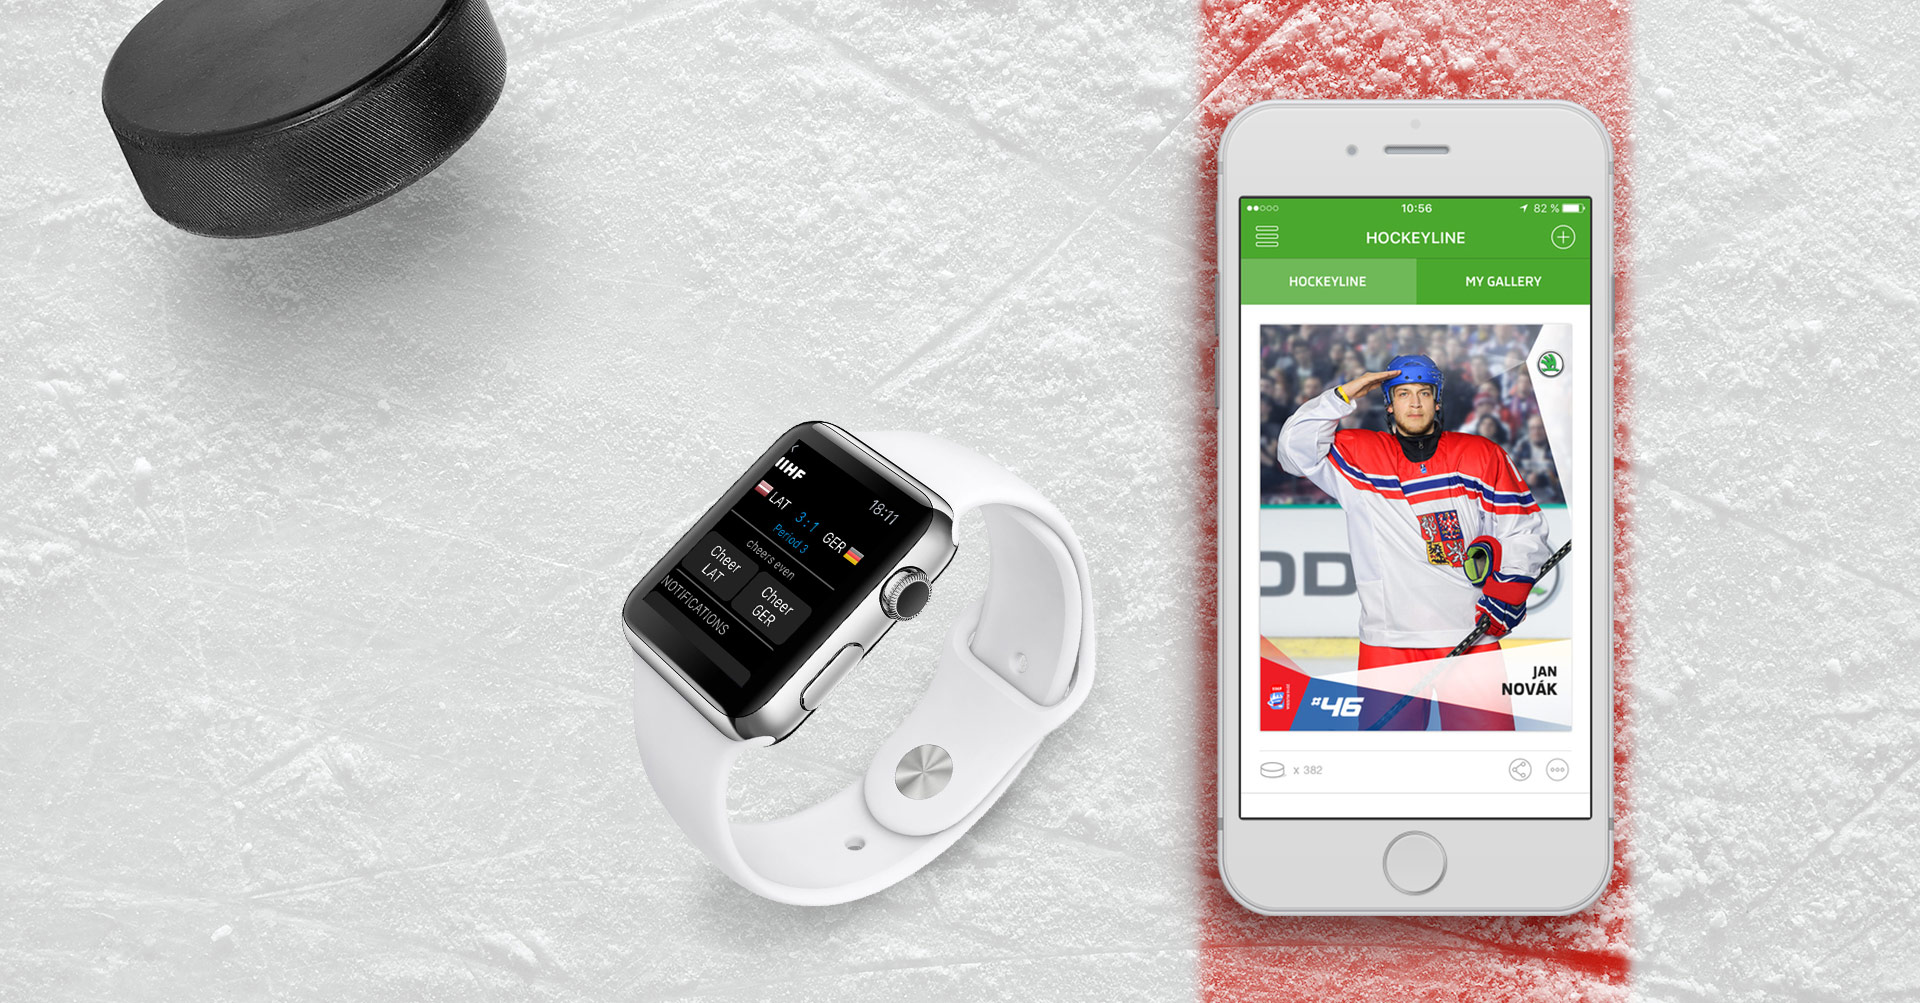 IIHF
18:11
LAT 3:1 GER
Period 3
cheers even
Cheer
LAT
Cheer
GER
NOTIFICATIONS
10:56
82 %
HOCKEYLINE
HOCKEYLINE
MY GALLERY
OD
JAN
NOVÁK
#46
x 382